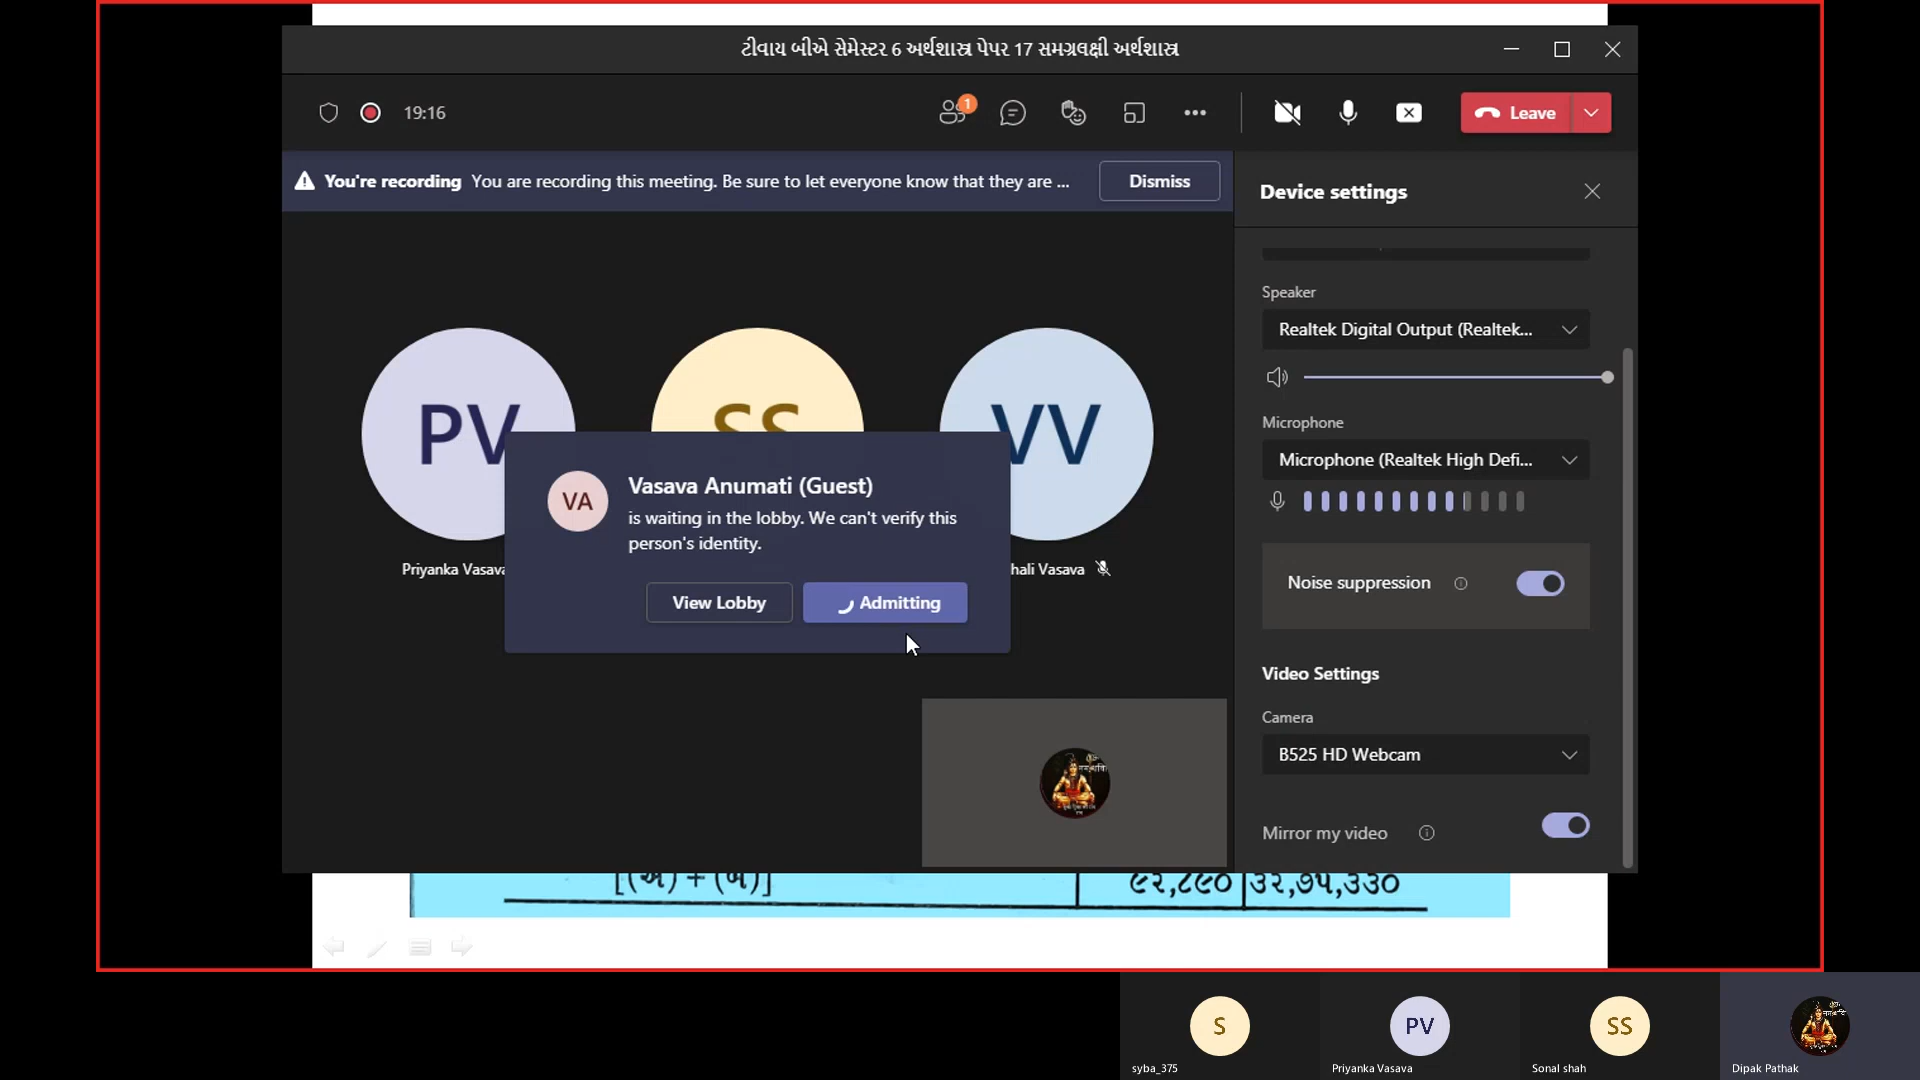 ટીવાય બીએ સેમેસ્ટર 6 અર્થશાસ્ત્ર પેપર 17 સમગ્રલક્ષી અર્થશાસ્ત્ર
19:16
1
Leave
You're recording You are recording this meeting. Be sure to let everyone know that they are ...
Dismiss
Device settings
Speaker
Realtek Digital Output (Realtek...
Microphone
Microphone (Realtek High Defi...
Noise suppression
Video Settings
Camera
B525 HD Webcam
Mirror my video
PV
SS
VV
VA
Vasava Anumati (Guest)
is waiting in the lobby. We can't verify this
person's identity.
View Lobby
Admitting
Priyanka Vasava
hali Vasava
[(અ) + (બ)]
૯૨,૮૯૦ ૩૨,૭૫,૩૩૦
S
PV
SS
syba_375
Priyanka Vasava
Sonal shah
Dipak Pathak